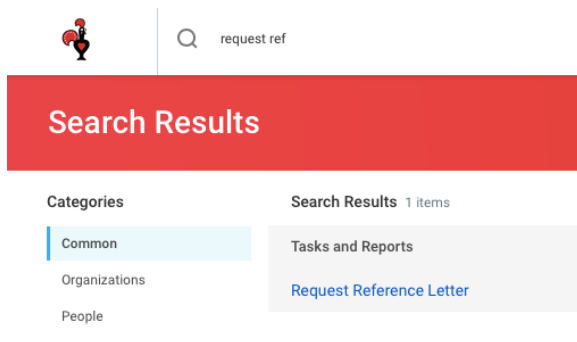 request ref
Search Results
Categories
Common
Organizations
People
Search Results 1 items
Tasks and Reports
Request Reference Letter